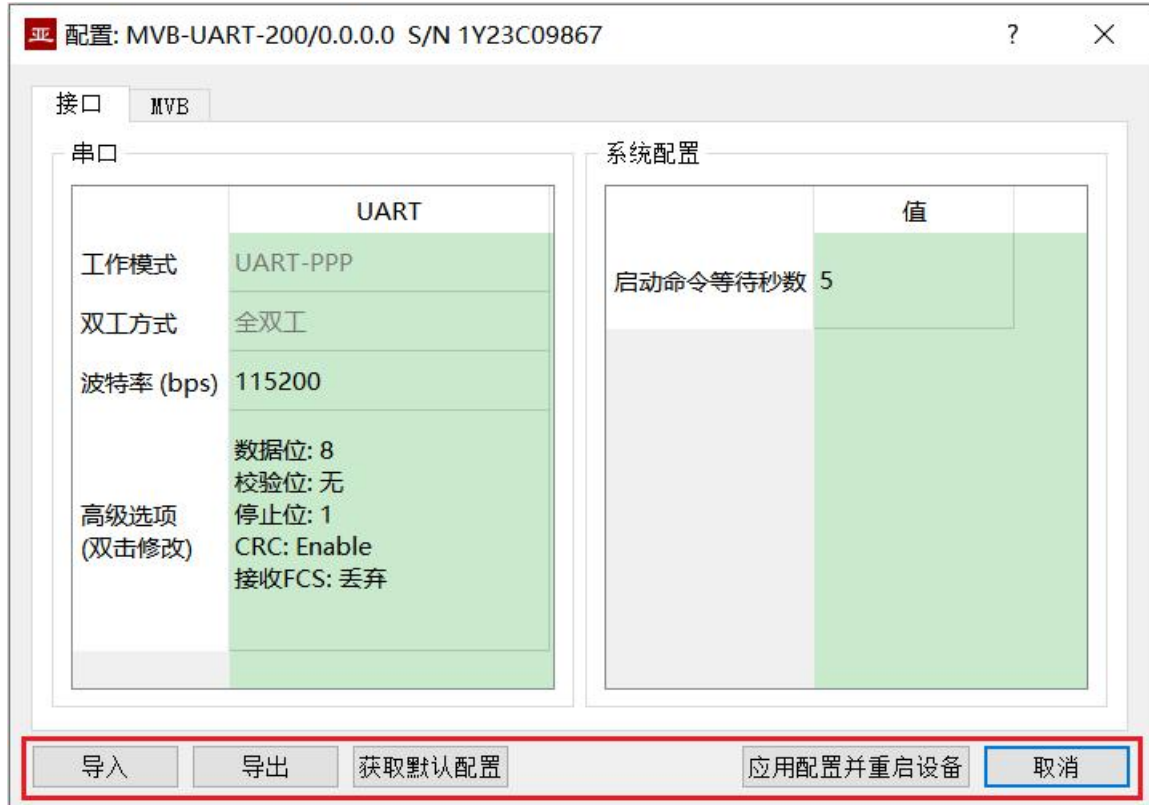 亚 配置: MVB-UART-200/0.0.0.0 S/N 1Y23C09867 ?
接口 MVB
串口
UART
工作模式 UART-PPP
双工方式 全双工
波特率 (bps) 115200
高级选项
(双击修改)
数据位: 8
校验位: 无
停止位: 1
CRC: Enable
接收FCS: 丢弃
系统配置
值
启动命令等待秒数 5
导入 导出 获取默认配置 应用配置并重启设备 取消